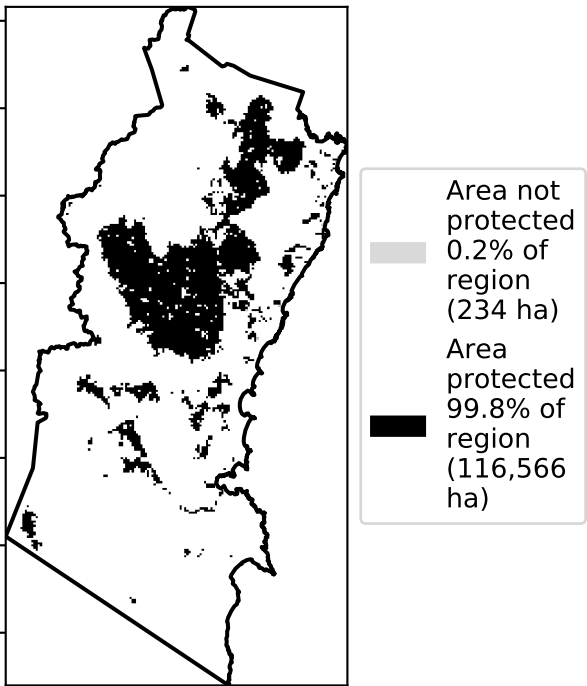 Area not
protected
0.2% of
region
(234 ha)
Area
protected
99.8% of
region
(116,566
ha)